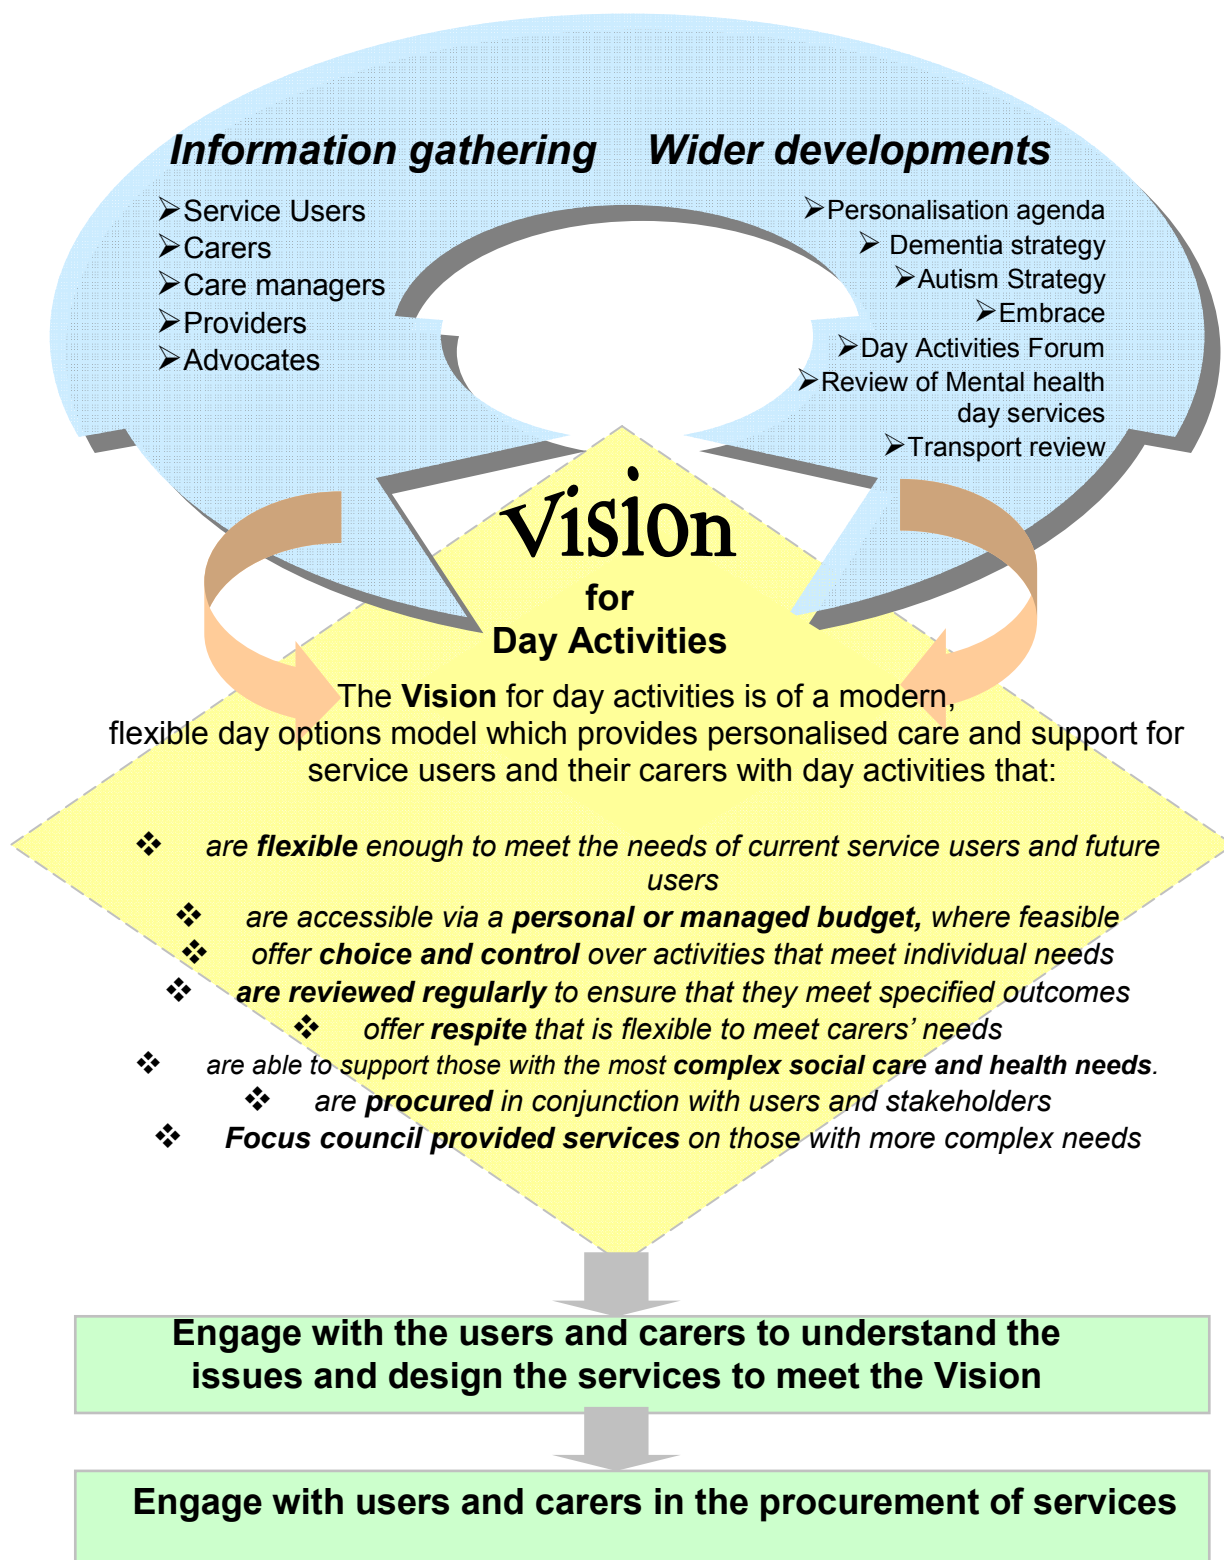 Information gathering
Wider developments
➢Service Users
➢Carers
➢Care managers
➢Providers
➢Advocates
➢Personalisation agenda
➢ Dementia strategy
➢Autism Strategy
➢Embrace
➢Day Activities Forum
➢Review of Mental health
day services
➢Transport review
Vision
for
Day Activities
The Vision for day activities is of a modern,
flexible day options model which provides personalised care and support for
service users and their carers with day activities that:
❖ are flexible enough to meet the needs of current service users and future
users
❖ are accessible via a personal or managed budget, where feasible
❖ offer choice and control over activities that meet individual needs
❖ are reviewed regularly to ensure that they meet specified outcomes
❖ offer respite that is flexible to meet carers’ needs
❖ are able to support those with the most complex social care and health needs.
❖ are procured in conjunction with users and stakeholders
❖ Focus council provided services on those with more complex needs
Engage with the users and carers to understand the
issues and design the services to meet the Vision
Engage with users and carers in the procurement of services